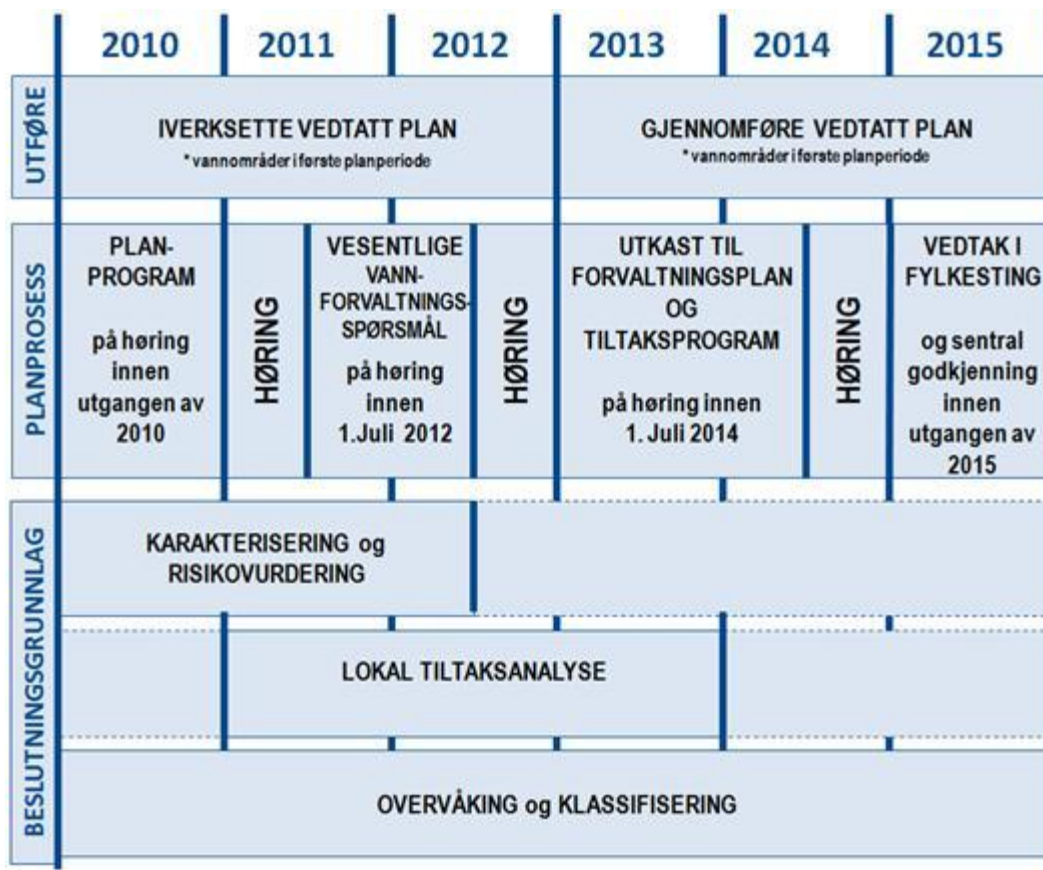 2010 2011 2012 2013 2014 2015
UTFØRE
IVERKSETTE VEDTATT PLAN
* vannområder i første planperiode
GJENNOMFØRE VEDTATT PLAN
* vannområder i første planperiode
PLANPROSESS
PLAN-
PROGRAM
på høring
innen
utgangen av
2010
HØRING
VESENTLIGE
VANN-
FORVALTNINGS-
SPØRSMÅL
på høring
innen
1.Juli 2012
HØRING
UTKAST TIL
FORVALTNINGSPLAN
OG
TILTAKSPROGRAM
på høring innen
1. Juli 2014
HØRING
VEDTAK I
FYLKESTING
og sentral
godkjenning
innen
utgangen av
2015
BESLUTNINGSGRUNNLAG
KARAKTERISERING og
RISIKOVURDERING
LOKAL TILTAKSANALYSE
OVERVÅKING og KLASSIFISERING